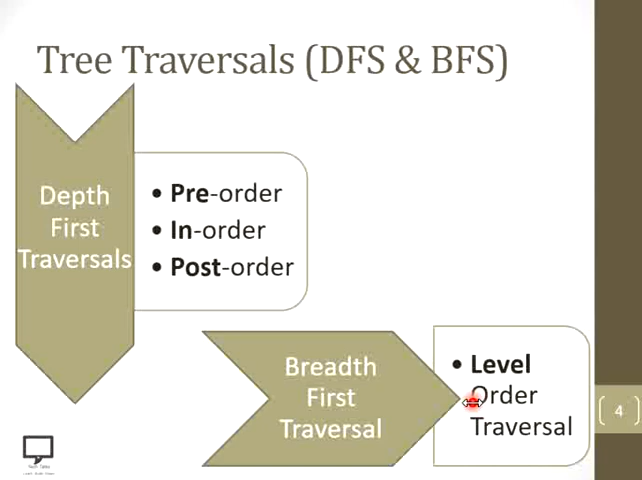 Tree Traversals (DFS & BFS)
Depth
First
Traversals
• Pre-order
• In-order
• Post-order
Breadth
First
Traversal
• Level
Order
Traversal
4